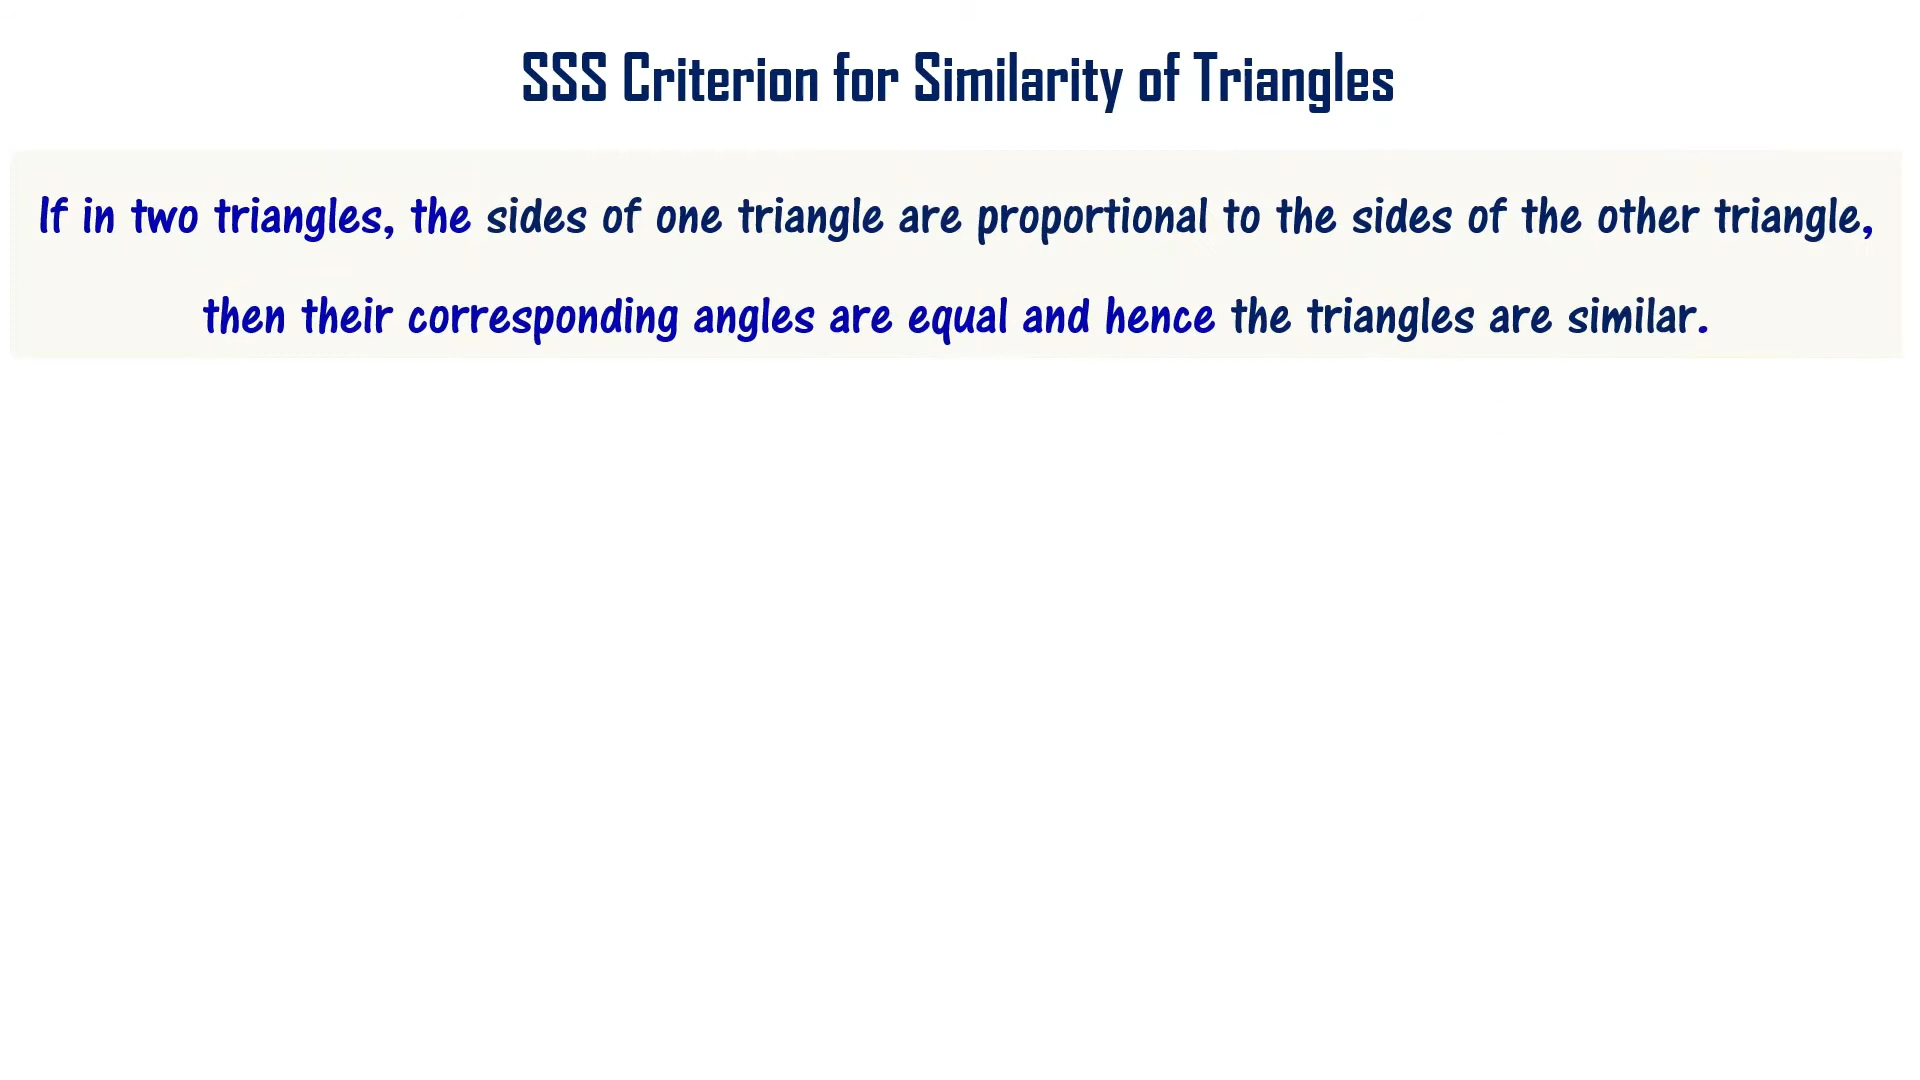 SSS Criterion for Similarity of Triangles
If in two triangles, the sides of one triangle are proportional to the sides of the other triangle,
then their corresponding angles are equal and hence the triangles are similar.